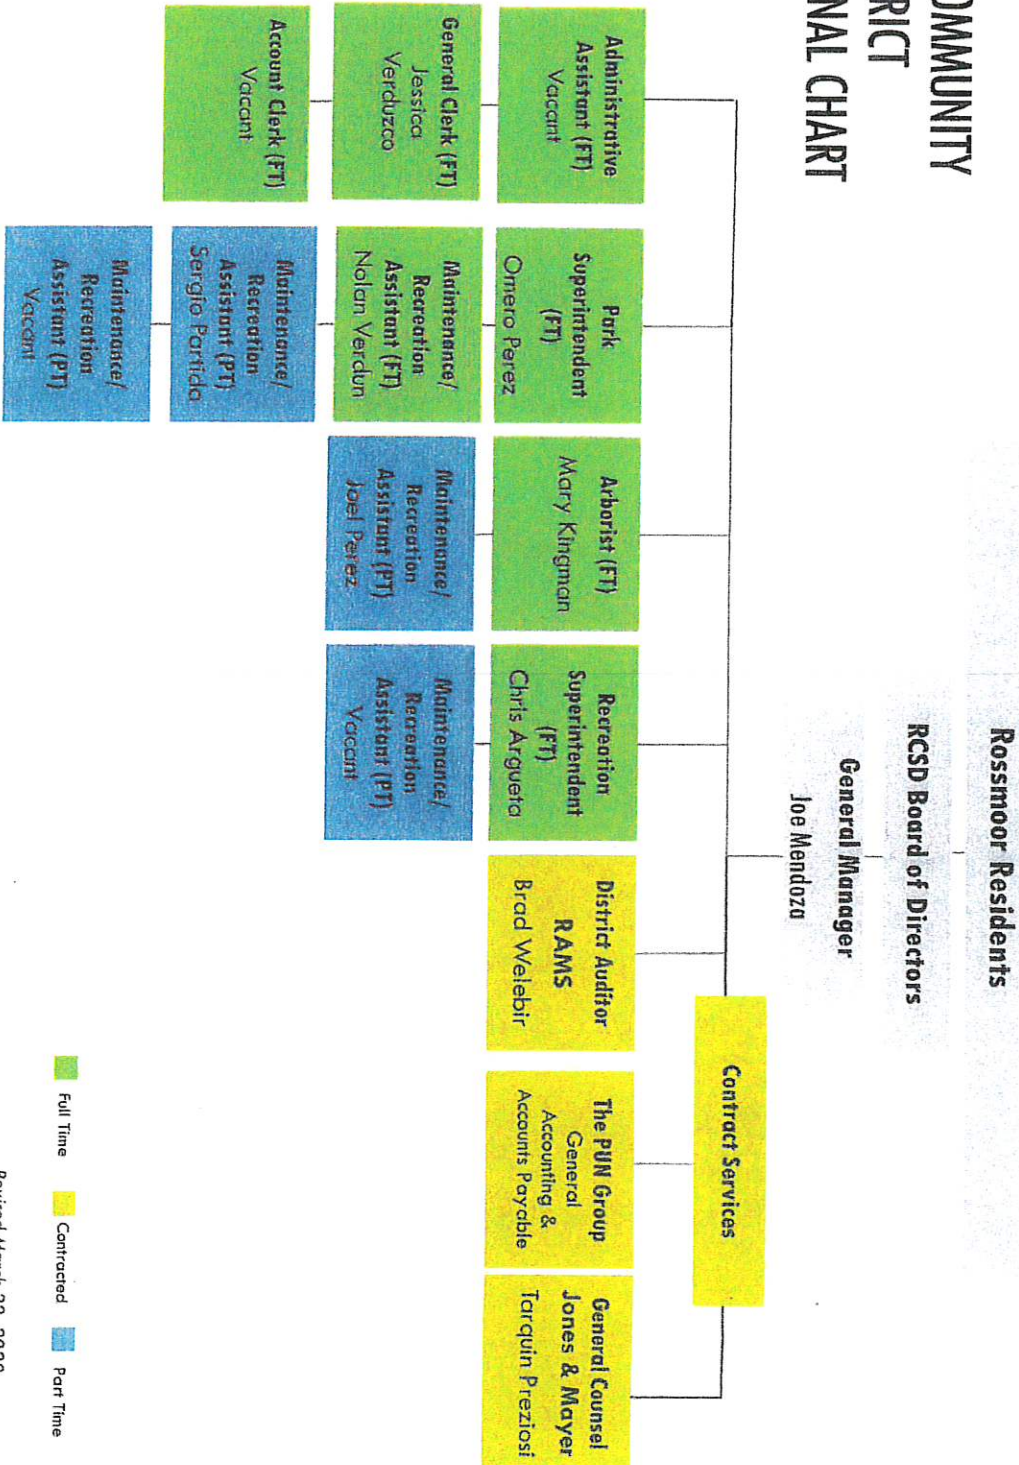 OMMUNITY
RICT
NAL CHART
Rossmoor Residents
RCSD Board of Directors
General Manager
Joe Mendoza
Contract Services
Administrative
Assistant (FT)
Vacant
General Clerk (FT)
Jessica
Verduzco
Account Clerk (FT)
Vacant
Park
Superintendent
(FT)
Omero Perez
Maintenance/
Recreation
Assistant (FT)
Nolan Verdun
Maintenance/
Recreation
Assistant (PT)
Sergio Partida
Maintenance/
Recreation
Assistant (PT)
Vacant
Arborist (FT)
Mary Kingman
Maintenance/
Recreation
Assistant (PT)
Joel Perez
Recreation
Superintendent
(FT)
Chris Argueta
Maintenance/
Recreation
Assistant (PT)
Vacant
District Auditor
RAMS
Brad Welebir
The PUN Group
General
Accounting &
Accounts Payable
General Counsel
Jones & Mayer
Tarquin Preziosi
Full Time
Contracted
Part Time
Revised March